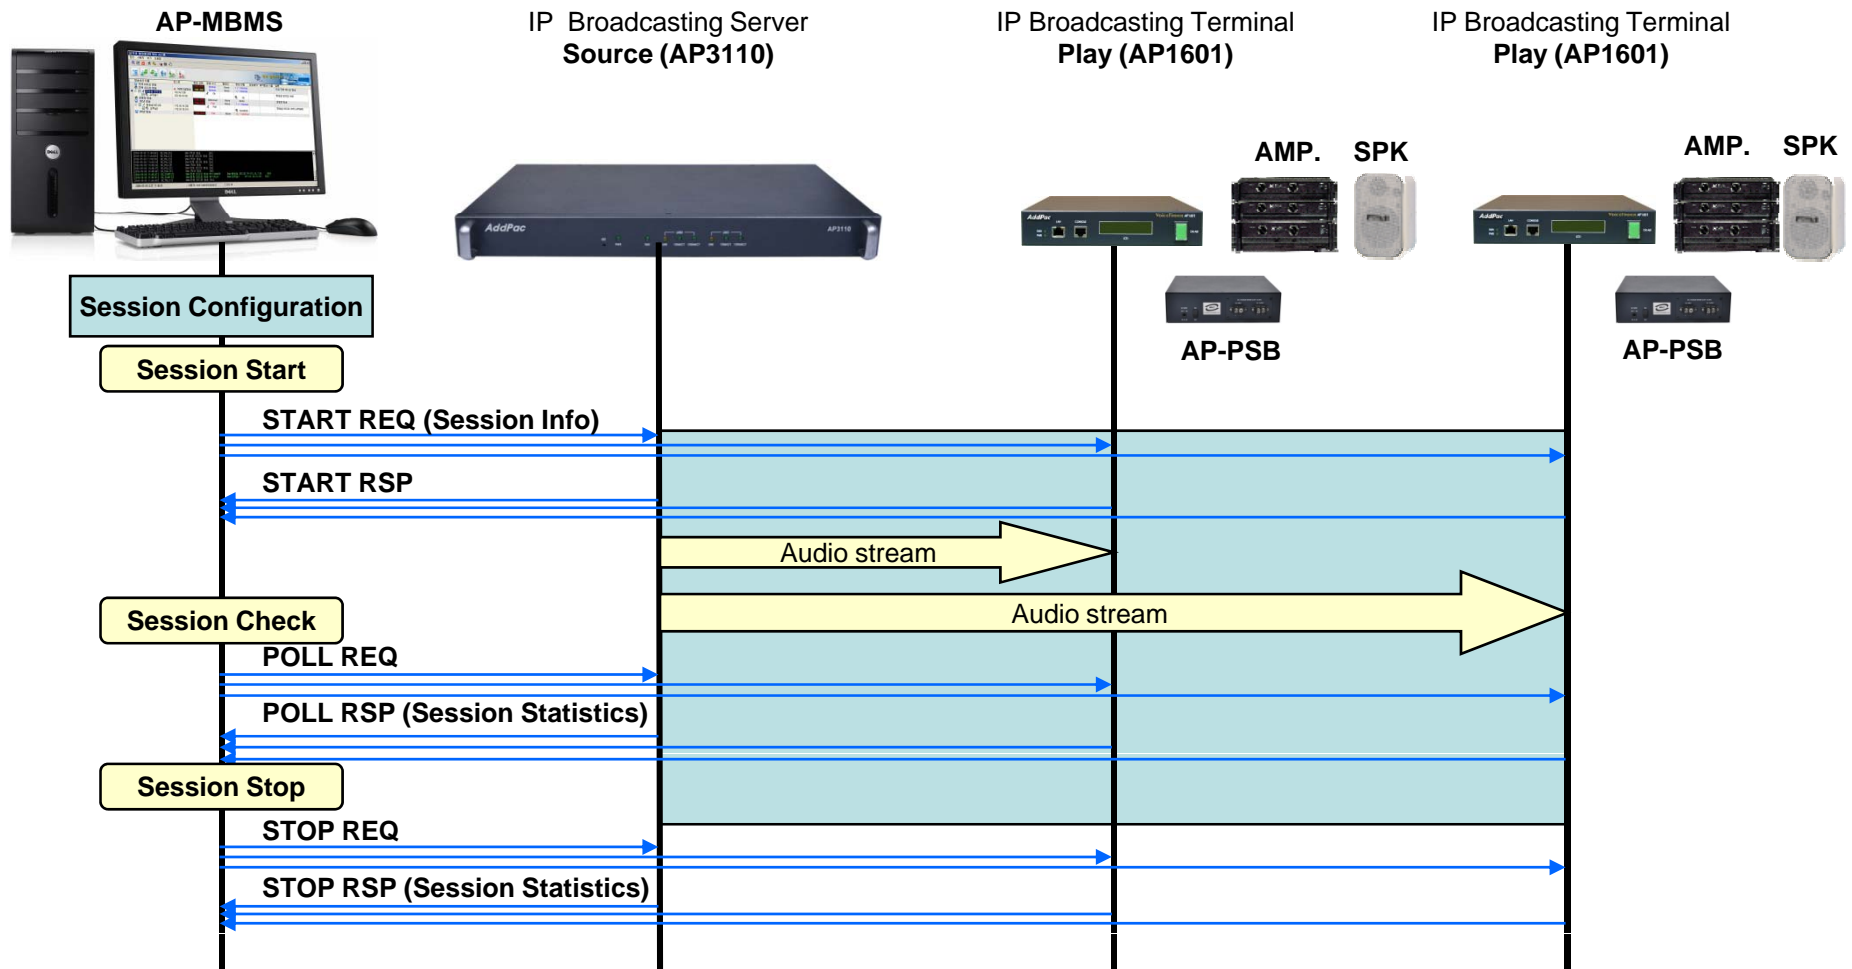 AP-MBMS
IP Broadcasting Server
Source (AP3110)
IP Broadcasting Terminal
Play (AP1601)
IP Broadcasting Terminal
Play (AP1601)
AMP.
SPK
AMP.
SPK
AddPac
AP3110
AddPac
AddPac
DELL
AP-PSB
AP-PSB
Session Configuration
Session Start
START REQ (Session Info)
START RSP
Audio stream
Audio stream
Session Check
POLL REQ
POLL RSP (Session Statistics)
Session Stop
STOP REQ
STOP RSP (Session Statistics)